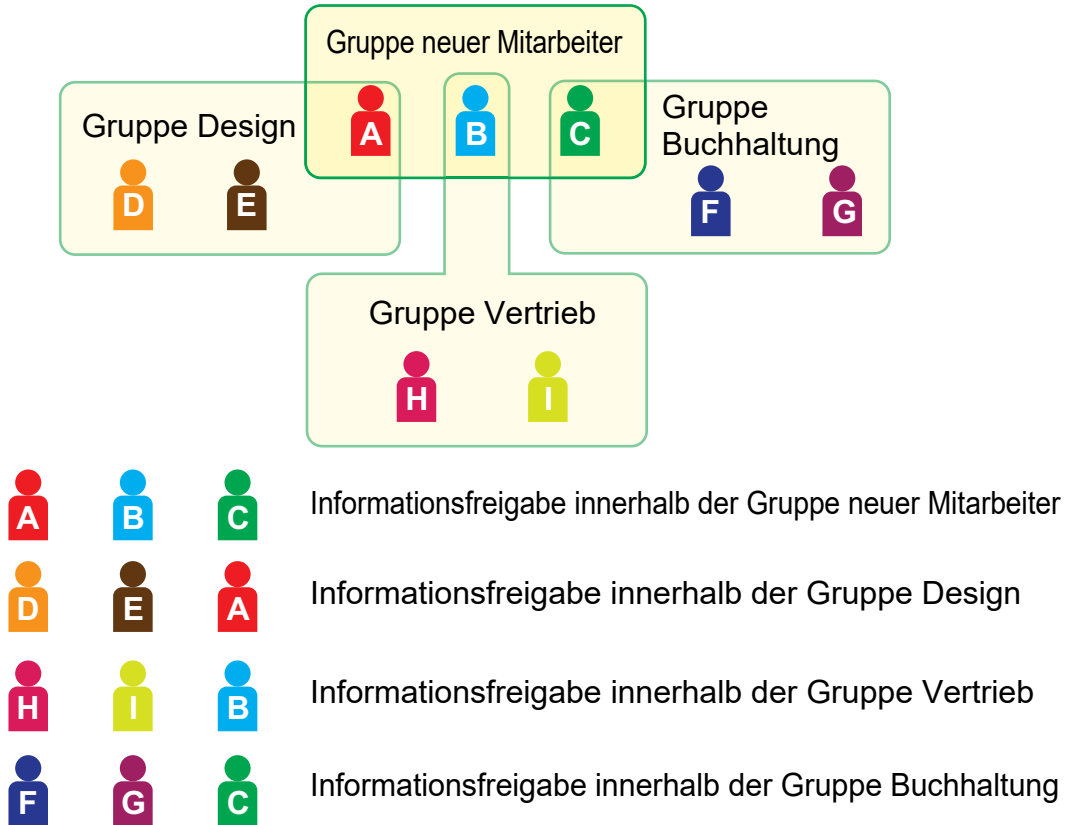 Gruppe neuer Mitarbeiter
A B C
Gruppe Design
D E
Gruppe
Buchhaltung
F G
Gruppe Vertrieb
H I
A B C Informationsfreigabe innerhalb der Gruppe neuer Mitarbeiter
D E A Informationsfreigabe innerhalb der Gruppe Design
H I B Informationsfreigabe innerhalb der Gruppe Vertrieb
F G C Informationsfreigabe innerhalb der Gruppe Buchhaltung